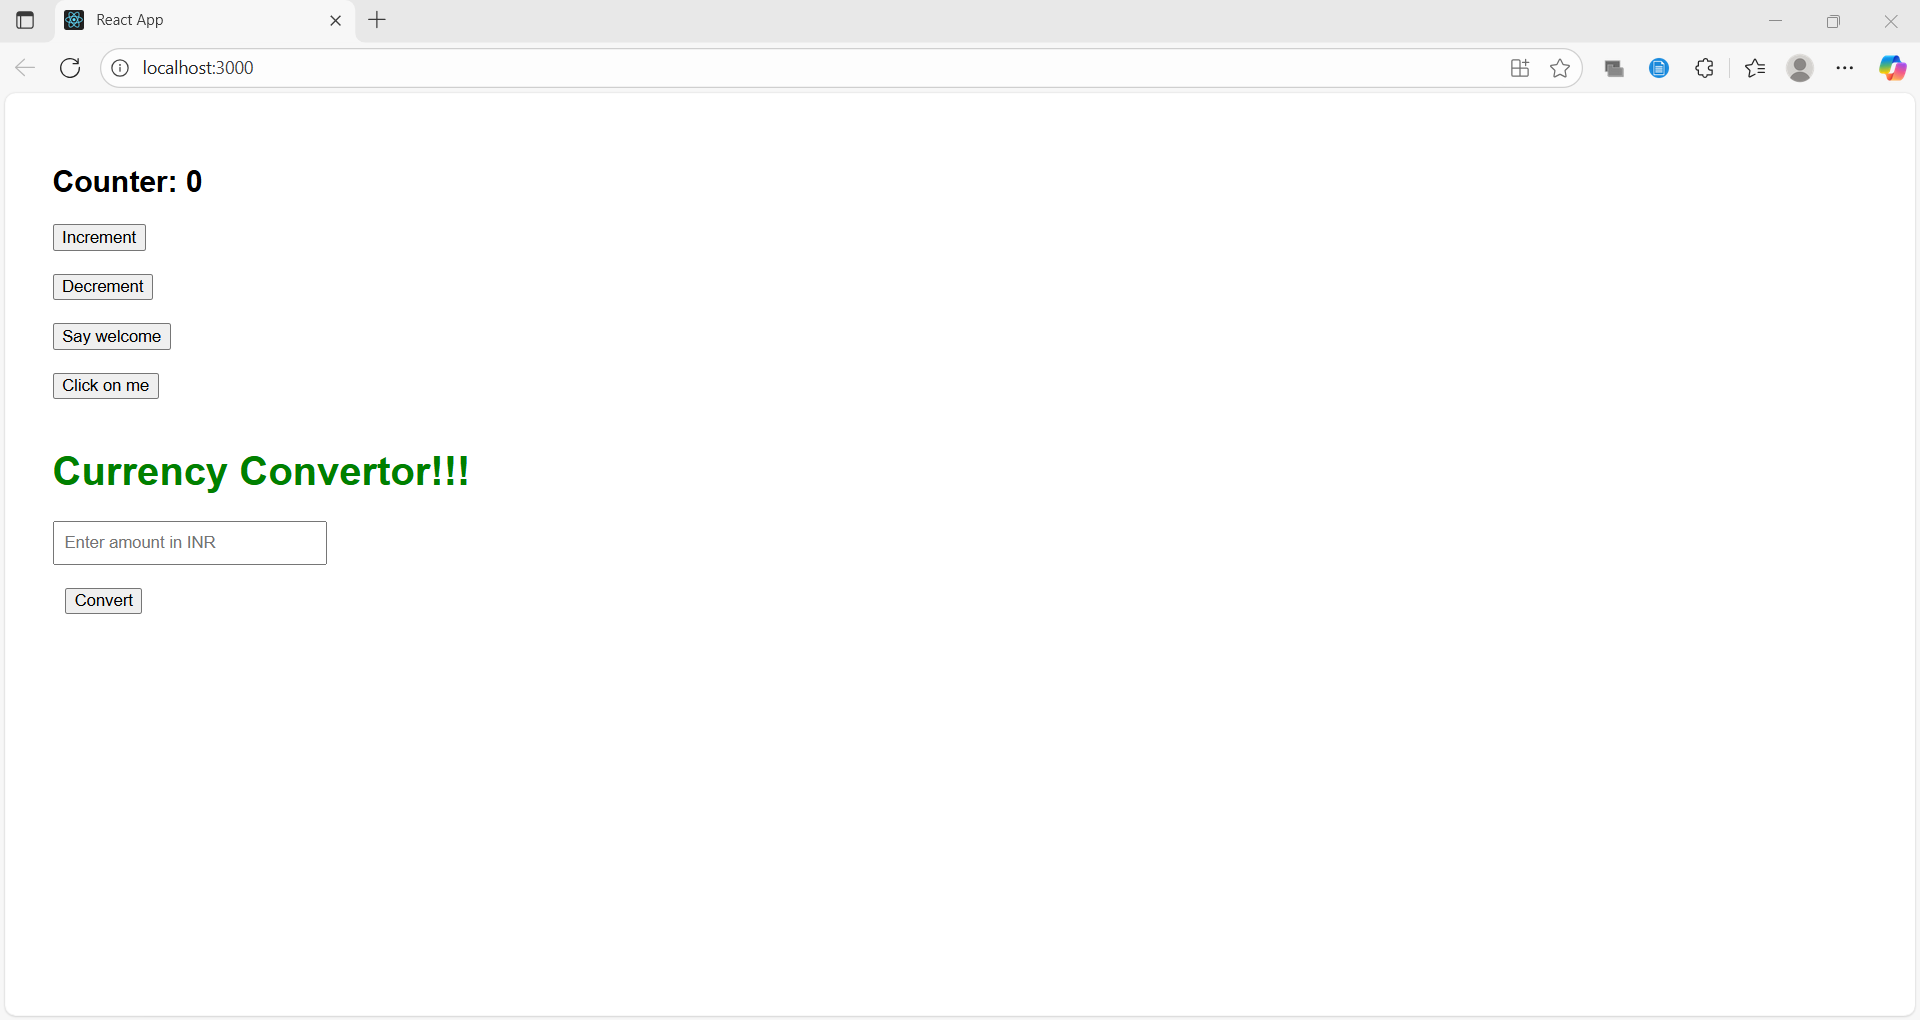 React App
localhost:3000
Counter: 0
Increment
Decrement
Say welcome
Click on me
Currency Convertor!!!
Enter amount in INR
Convert